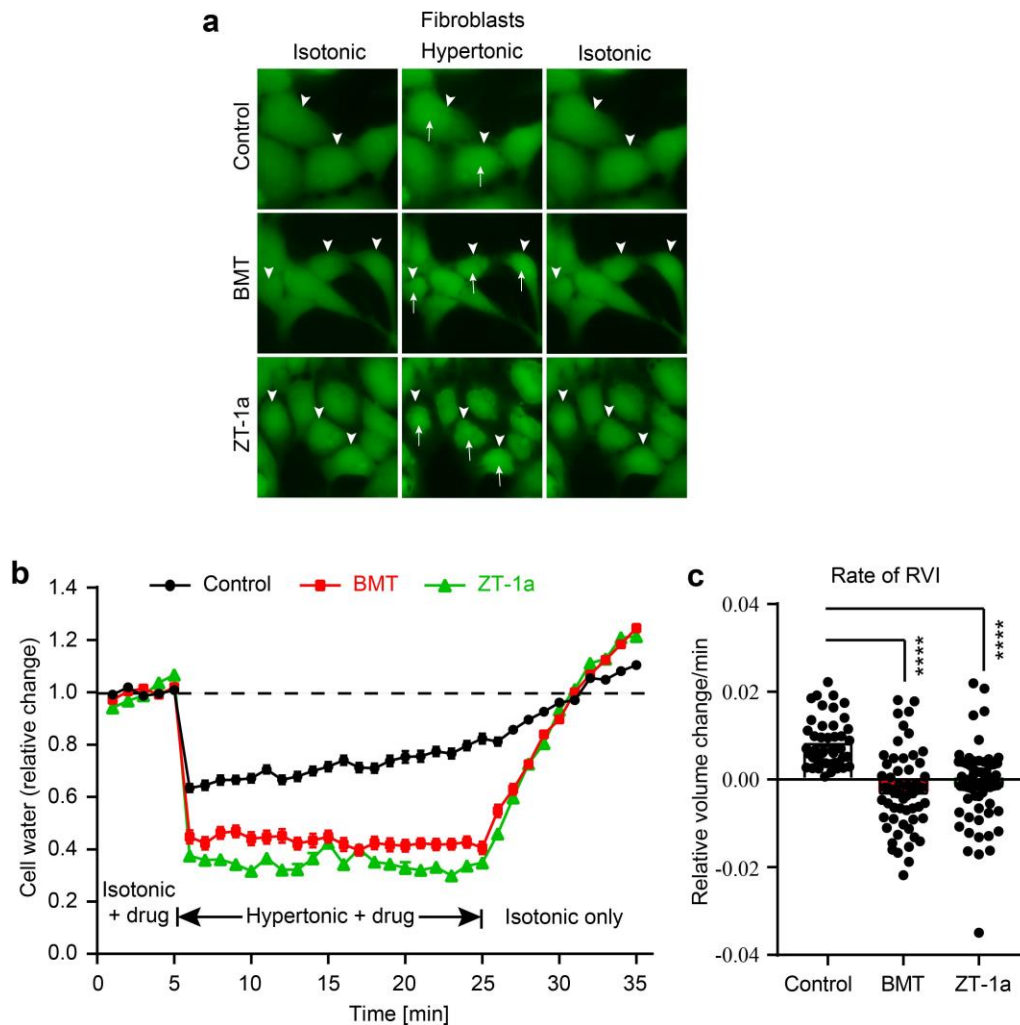 a
Fibroblasts
Isotonic Hypertonic Isotonic
Control
BMT
ZT-1a
b
Control BMT ZT-1a
Cell water (relative change)
1.4
1.2
1.0
0.8
0.6
0.4
0.2
0.0
Isotonic
+ drug
Hypertonic + drug
Isotonic only
0 5 10 15 20 25 30 35
Time [min]
c
Rate of RVI
Relative volume change/min
0.04
0.02
0.00
-0.02
-0.04
****
****
Control BMT ZT-1a